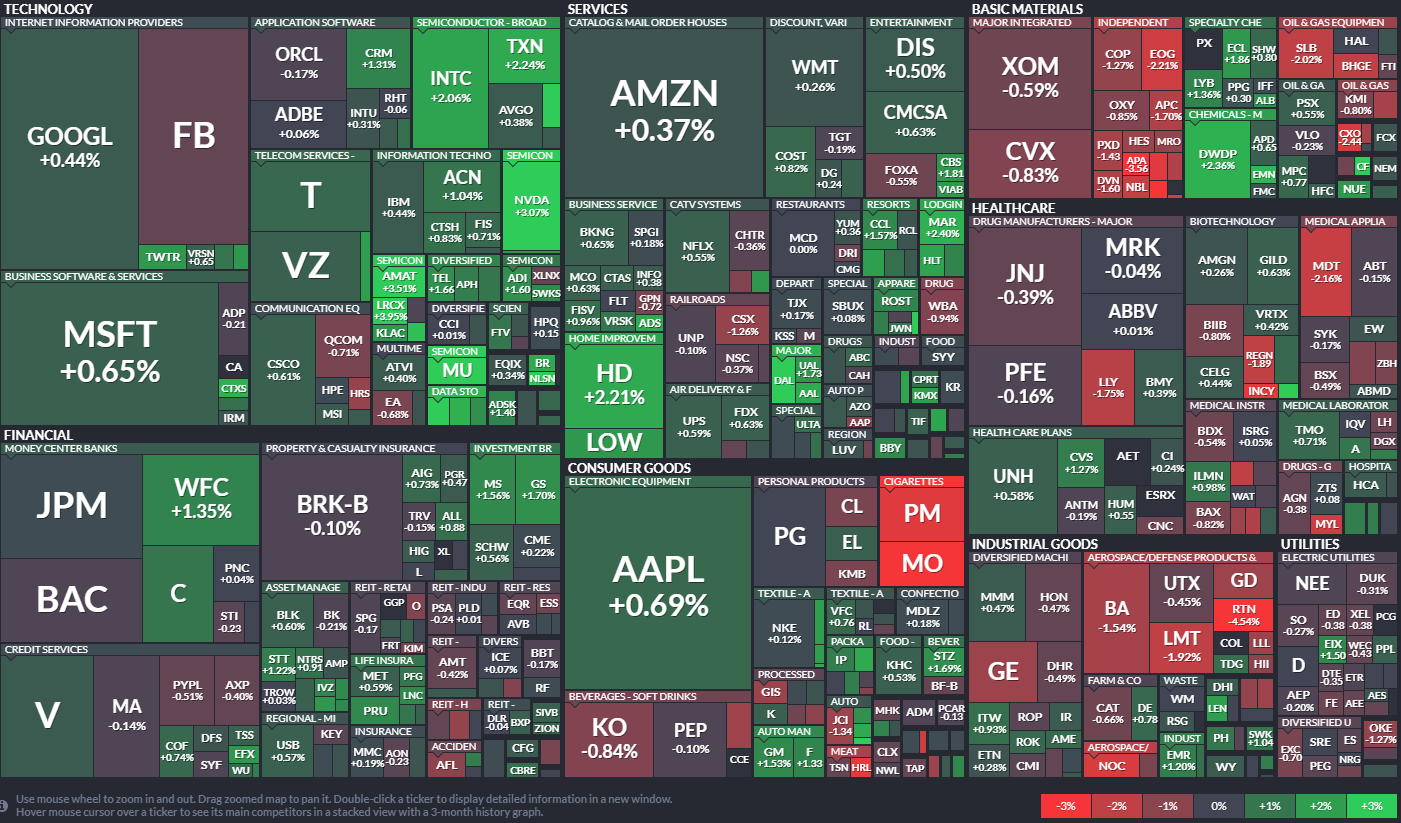 TECHNOLOGY
INTERNET INFORMATION PROVIDERS
GOOGL
+0.44%
FB
TWTR
VRSN
+0.65
BUSINESS SOFTWARE & SERVICES
MSFT
+0.65%
ADP
-0.21
CA
CTXS
IRM
APPLICATION SOFTWARE
ORCL
-0.17%
CRM
+1.31%
ADBE
+0.06%
INTU
+0.31%
RHT
-0.06
SEMICONDUCTOR - BROAD
INTC
+2.06%
TXN
+2.24%
AVGO
+0.38%
TELECOM SERVICES -
T
VZ
INFORMATION TECHNO
IBM
+0.44%
ACN
+1.04%
CTSH
+0.83%
FIS
+0.71%
SEMICON
NVDA
+3.07%
COMMUNICATION EQ
CSCO
+0.61%
QCOM
-0.71%
HPE
HRS
MSI
SEMICON
AMAT
+3.51%
LRCX
+3.95%
KLAC
DIVERSIFIED
TEL
+1.66
APH
SEMICON
ADI
+1.60
XLNX
SWKS
MULTIME
ATVI
+0.40%
EA
-0.68%
DIVERSIFIE
CCI
+0.01%
SCIEN
FTV
HPQ
+0.15
SEMICON
MU
EQIX
+0.34%
BR
NLSN
DATA STO
ADSK
+1.40
SERVICES
CATALOG & MAIL ORDER HOUSES
AMZN
+0.37%
DISCOUNT, VARI
WMT
+0.26%
COST
+0.82%
TGT
-0.19%
DG
+0.24
ENTERTAINMENT
DIS
+0.50%
CMCSA
+0.63%
FOXA
-0.55%
CBS
+1.81
VIAB
BUSINESS SERVICE
BKNG
+0.65%
SPGI
+0.18%
MCO
+0.63%
CTAS
INFO
+0.38
FISV
+0.96%
FLT
GPN
-0.72
VRSK
ADS
CATV SYSTEMS
NFLX
+0.55%
CHTR
-0.36%
RESTAURANTS
MCD
0.00%
YUM
+0.36
DRI
CMG
RESORTS
CCL
+1.57%
RCL
LODGIN
MAR
+2.40%
HLT
RAILROADS
UNP
-0.10%
CSX
-1.26%
NSC
-0.37%
DEPART
TJX
+0.17%
KSS
M
SPECIAL
SBUX
+0.08%
APPARE
ROST
JWN
DRUG
WBA
-0.94%
HOME IMPROVEM
HD
+2.21%
LOW
MAJOR
DAL
UAL
+1.73
AAL
DRUGS
ABC
CAH
INDUST
FOOD
SYY
AIR DELIVERY & F
UPS
+0.59%
FDX
+0.63%
SPECIAL
ULTA
AUTO P
AZO
AAP
CPRT
KMX
KR
TIF
REGION
LUV
BBY
BASIC MATERIALS
MAJOR INTEGRATED
XOM
-0.59%
CVX
-0.83%
INDEPENDENT
COP
-1.27%
EOG
-2.21%
OXY
-0.85%
APC
-1.70%
PXD
-1.43
HES
MRO
APA
-3.56
DVN
-1.60
NBL
SPECIALTY CHE
PX
ECL
+1.86
SHW
+0.80
LYB
+1.36%
PPG
+0.30
IFF
ALB
CHEMICALS - M
DWDP
+2.36%
APD
+0.65
EMN
FMC
OIL & GAS EQUIPMEN
SLB
-2.02%
HAL
BHGE
FTI
OIL & GA
PSX
+0.55%
VLO
-0.23%
MPC
+0.77
HFC
OIL & GAS
KMI
-0.80%
CXO
-2.44
FCX
CF
NEM
NUE
HEALTHCARE
DRUG MANUFACTURERS - MAJOR
JNJ
-0.39%
MRK
-0.04%
ABBV
+0.01%
PFE
-0.16%
LLY
-1.75%
BMY
+0.39%
BIOTECHNOLOGY
AMGN
+0.26%
GILD
+0.63%
BIIB
-0.80%
VRTX
+0.42%
REGN
-1.89
CELG
+0.44%
INCY
MEDICAL APPLIA
MDT
-2.16%
ABT
-0.15%
SYK
-0.17%
EW
BSX
-0.49%
ZBH
ABMD
HEALTH CARE PLANS
UNH
+0.58%
CVS
+1.27%
AET
CI
+0.24%
ANTM
-0.19%
HUM
+0.55
ESRX
CNC
MEDICAL INSTR
BDX
-0.54%
ISRG
+0.05%
ILMN
+0.98%
WAT
BAX
-0.82%
MEDICAL LABORATOR
TMO
+0.71%
IQV
LH
A
DGX
DRUGS - G
AGN
-0.38
ZTS
+0.08
MYL
HOSPITA
HCA
FINANCIAL
MONEY CENTER BANKS
JPM
WFC
+1.35%
BAC
C
PNC
+0.04%
STI
-0.23
CREDIT SERVICES
V
MA
-0.14%
PYPL
-0.51%
AXP
-0.40%
COF
+0.74%
DFS
SYF
TSS
EFX
WU
PROPERTY & CASUALTY INSURANCE
BRK-B
-0.10%
AIG
+0.73%
PGR
+0.47
TRV
-0.15%
ALL
+0.88
HIG
XL
L
INVESTMENT BR
MS
+1.56%
GS
+1.70%
SCHW
+0.56%
CME
+0.22%
ASSET MANAGE
BLK
+0.60%
BK
-0.21%
STT
+1.22%
NTRS
+0.91
AMP
TROW
+0.03%
IVZ
REIT - RETAI
SPG
-0.17
GGP
O
FRT
KIM
REIT - INDU
PSA
-0.24
PLD
+0.01
REIT - RES
EQR
ESS
AVB
LIFE INSURA
MET
+0.59%
PFG
LNC
PRU
REIT -
AMT
-0.42%
DIVERS
ICE
+0.07%
BBT
-0.17%
RF
REGIONAL - MI
USB
+0.57%
KEY
INSURANCE
MMC
+0.19%
AON
-0.23
REIT - H
REIT -
DLR
-0.04
BXP
SIVB
ZION
ACCIDEN
AFL
CFG
CBRE
CONSUMER GOODS
ELECTRONIC EQUIPMENT
AAPL
+0.69%
PERSONAL PRODUCTS
PG
CL
EL
KMB
CIGARETTES
PM
MO
BEVERAGES - SOFT DRINKS
KO
-0.84%
PEP
-0.10%
CCE
TEXTILE - A
NKE
+0.12%
TEXTILE - A
VFC
+0.76
RL
CONFECTIO
MDLZ
+0.18%
PACKA
IP
FOOD -
KHC
+0.53%
BEVER
STZ
+1.69%
BF-B
PROCESSED
GIS
K
AUTO
JCI
-1.34
MHK
ADM
PCAR
-0.13
AUTO MAN
GM
+1.53%
F
+1.33
MEAT
TSN
HRL
CLX
NWL
TAP
INDUSTRIAL GOODS
DIVERSIFIED MACHI
MMM
+0.47%
HON
-0.47%
GE
DHR
-0.49%
ITW
+0.93%
ROP
IR
ETN
+0.28%
ROK
AME
CMI
AEROSPACE/DEFENSE PRODUCTS &
BA
-1.54%
UTX
-0.45%
GD
RTN
-4.54%
LMT
-1.92%
COL
LLL
TDG
HII
FARM & CO
CAT
-0.66%
DE
+0.78
WASTE
WM
RSG
DHI
LEN
AEROSPACE/
NOC
INDUST
EMR
+1.20%
PH
SWK
+1.04
WY
UTILITIES
ELECTRIC UTILITIES
NEE
DUK
-0.31%
SO
-0.27%
ED
-0.38
XEL
-0.38
PCG
D
EIX
+1.50
WEC
-0.43
PPL
DTE
-0.35
ETR
AEP
-0.20%
FE
AEE
AES
DIVERSIFIED U
EXC
-0.70
SRE
ES
OKE
-1.27%
PEG
NRG
Use mouse wheel to zoom in and out. Drag zoomed map to pan it. Double-click a ticker to display detailed information in a new window.
Hover mouse cursor over a ticker to see its main competitors in a stacked view with a 3-month history graph.
-3%
-2%
-1%
0%
+1%
+2%
+3%